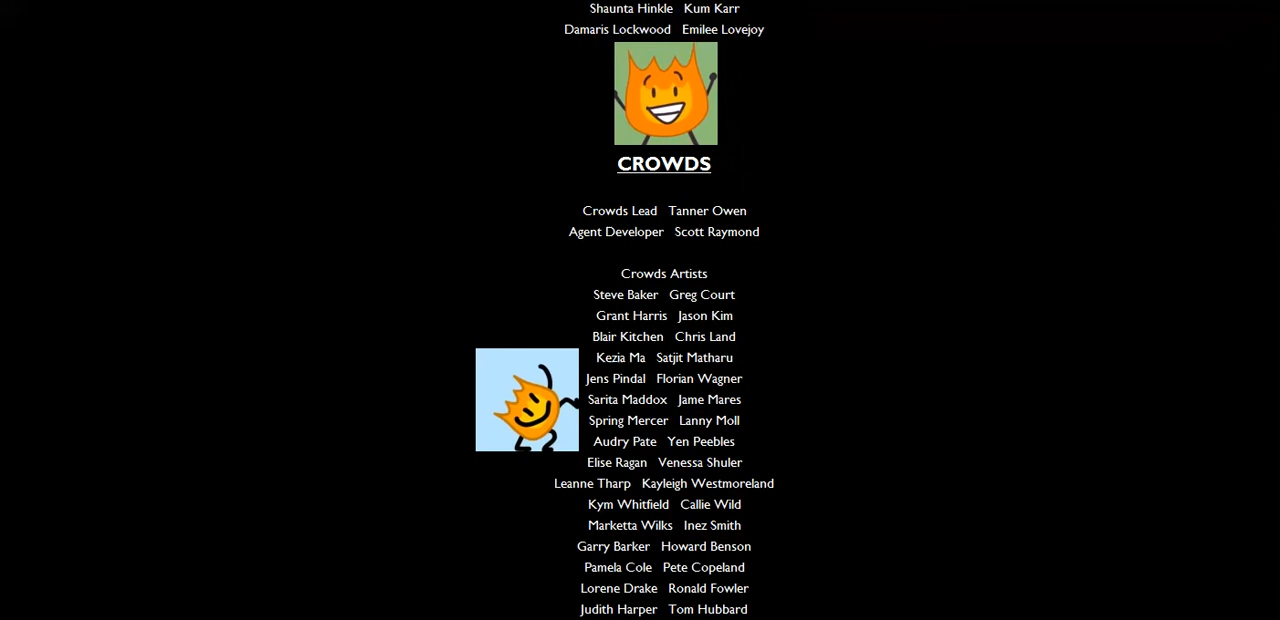 Shaunta Hinkle Kum Karr
Damaris Lockwood Emilee Lovejoy
CROWDS
Crowds Lead Tanner Owen
Agent Developer Scott Raymond
Crowds Artists
Steve Baker Greg Court
Grant Harris Jason Kim
Blair Kitchen Chris Land
Kezia Ma Satjit Matharu
Jens Pindal Florian Wagner
Sarita Maddox Jame Mares
Spring Mercer Lanny Moll
Audry Pate Yen Peebles
Elise Ragan Venessa Shuler
Leanne Tharp Kayleigh Westmoreland
Kym Whitfield Callie Wild
Marketta Wilks Inez Smith
Garry Barker Howard Benson
Pamela Cole Pete Copeland
Lorene Drake Ronald Fowler
Judith Harper Tom Hubbard